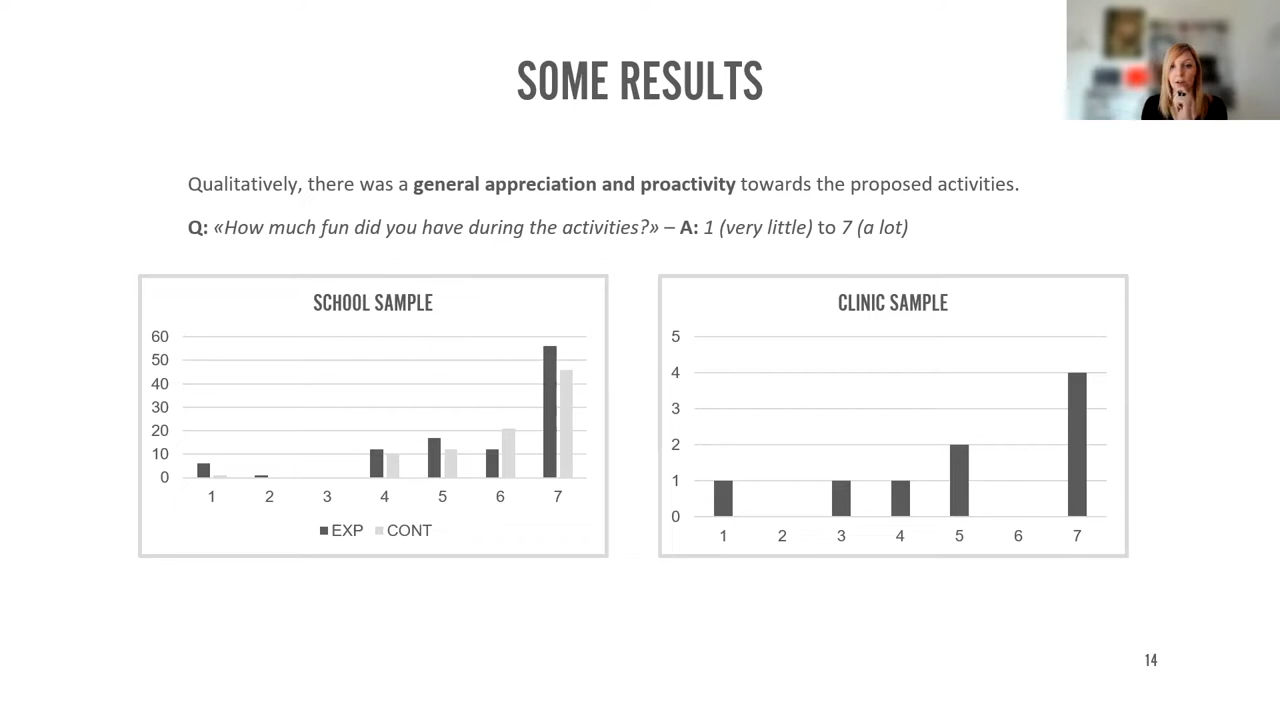 SOME RESULTS
Qualitatively, there was a general appreciation and proactivity towards the proposed activities.
Q: «How much fun did you have during the activities?» – A: 1 (very little) to 7 (a lot)
SCHOOL SAMPLE
60
50
40
30
20
10
0
1 2 3 4 5 6 7
EXP CONT
CLINIC SAMPLE
5
4
3
2
1
0
1 2 3 4 5 6 7
14